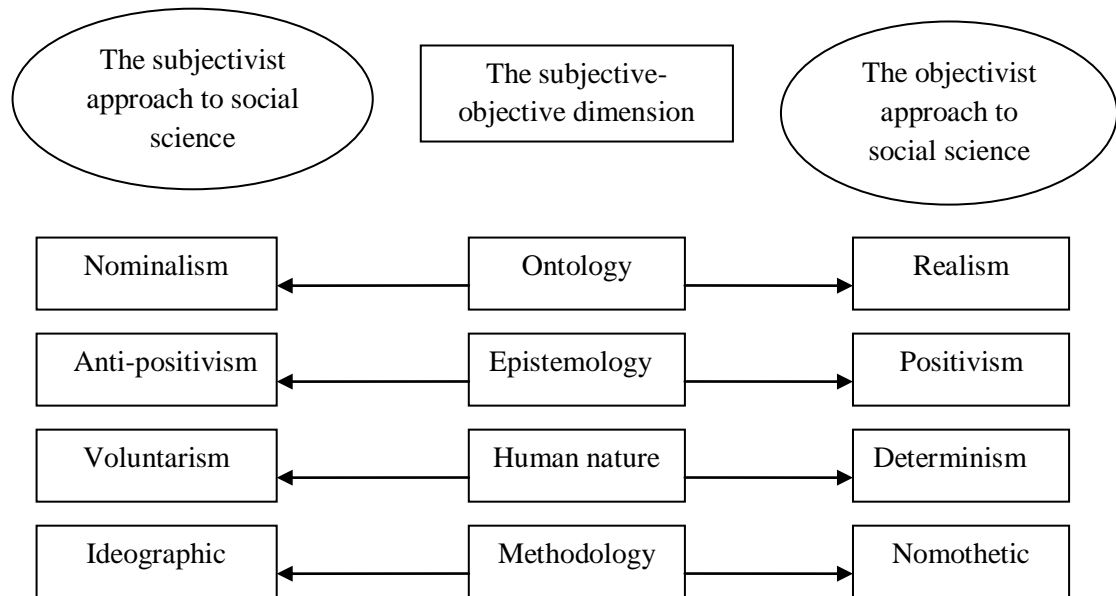 The subjectivist
approach to social
science
The subjective-
objective dimension
The objectivist
approach to
social science
Nominalism
Ontology
Realism
Anti-positivism
Epistemology
Positivism
Voluntarism
Human nature
Determinism
Ideographic
Methodology
Nomothetic